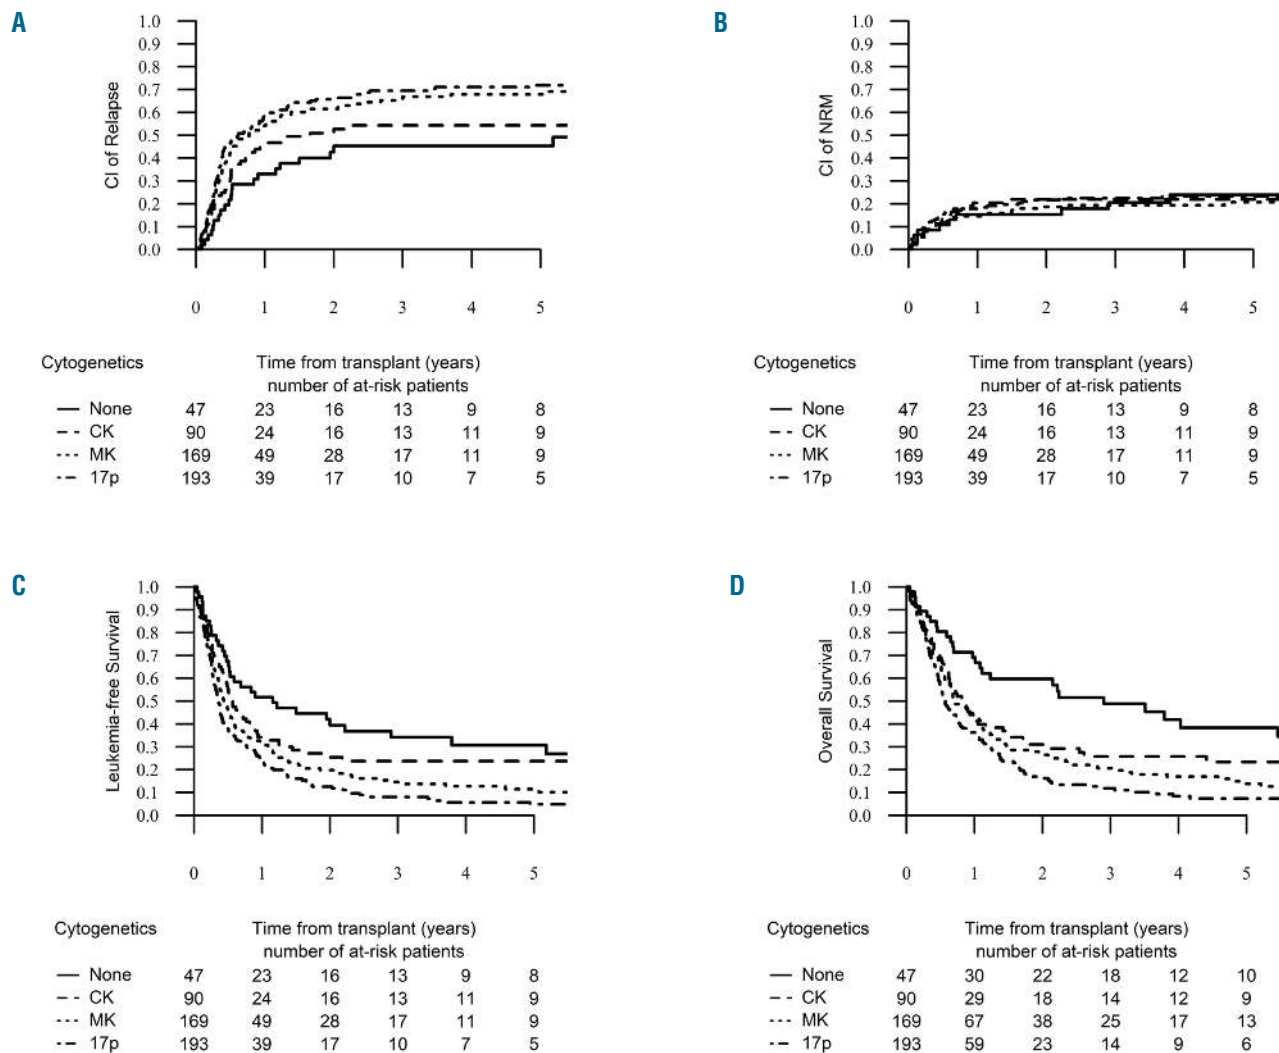 A
CI of Relapse
1.0
0.9
0.8
0.7
0.6
0.5
0.4
0.3
0.2
0.1
0.0
0 1 2 3 4 5
Cytogenetics Time from transplant (years)
number of at-risk patients
None 47 23 16 13 9 8
CK 90 24 16 13 11 9
MK 169 49 28 17 11 9
17p 193 39 17 10 7 5
B
CI of NRM
1.0
0.9
0.8
0.7
0.6
0.5
0.4
0.3
0.2
0.1
0.0
0 1 2 3 4 5
Cytogenetics Time from transplant (years)
number of at-risk patients
None 47 23 16 13 9 8
CK 90 24 16 13 11 9
MK 169 49 28 17 11 9
17p 193 39 17 10 7 5
C
Leukemia-free Survival
1.0
0.9
0.8
0.7
0.6
0.5
0.4
0.3
0.2
0.1
0.0
0 1 2 3 4 5
Cytogenetics Time from transplant (years)
number of at-risk patients
None 47 23 16 13 9 8
CK 90 24 16 13 11 9
MK 169 49 28 17 11 9
17p 193 39 17 10 7 5
D
Overall Survival
1.0
0.9
0.8
0.7
0.6
0.5
0.4
0.3
0.2
0.1
0.0
0 1 2 3 4 5
Cytogenetics Time from transplant (years)
number of at-risk patients
None 47 30 22 18 12 10
CK 90 29 18 14 12 9
MK 169 67 38 25 17 13
17p 193 59 23 14 9 6